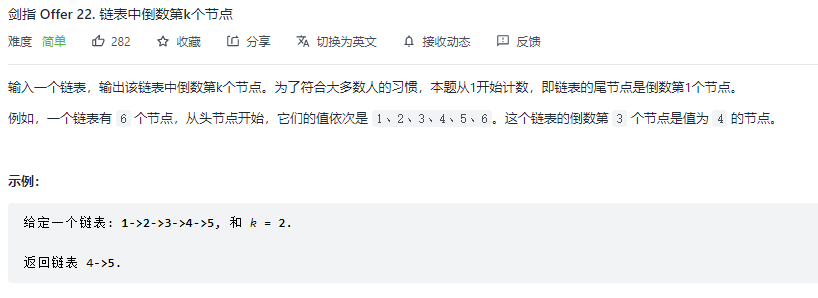 剑指 Offer 22. 链表中倒数第k个节点
难度 简单 282 收藏 分享 切换为英文 接收动态 反馈
输入一个链表，输出该链表中倒数第k个节点。为了符合大多数人的习惯，本题从1开始计数，即链表的尾节点是倒数第1个节点。
例如，一个链表有 6 个节点，从头节点开始，它们的值依次是 1、2、3、4、5、6。这个链表的倒数第 3 个节点是值为 4 的节点。
示例：
给定一个链表: 1->2->3->4->5, 和 k = 2.
返回链表 4->5.